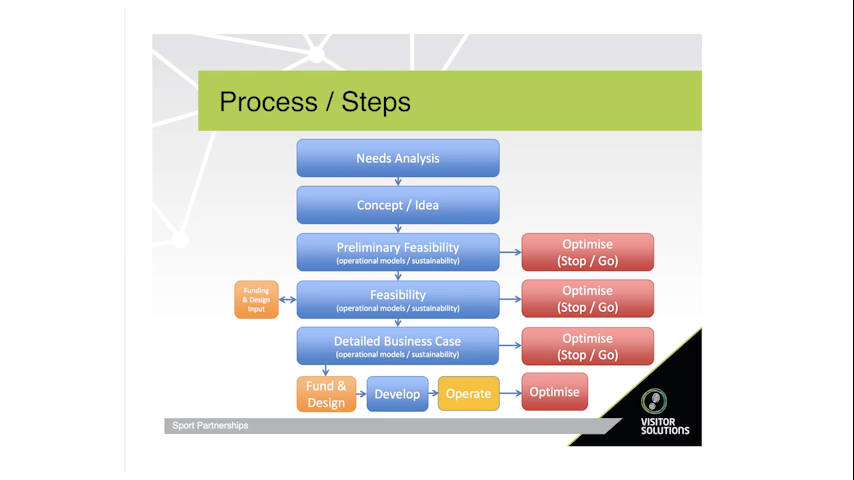 Process / Steps
Needs Analysis
Concept / Idea
Preliminary Feasibility
(operational models / sustainability)
Optimise
(Stop / Go)
Funding
& Design
Input
Feasibility
(operational models / sustainability)
Optimise
(Stop / Go)
Detailed Business Case
(operational models / sustainability)
Optimise
(Stop / Go)
Fund &
Design
Develop
Operate
Optimise
Sport Partnerships
VISITOR
SOLUTIONS